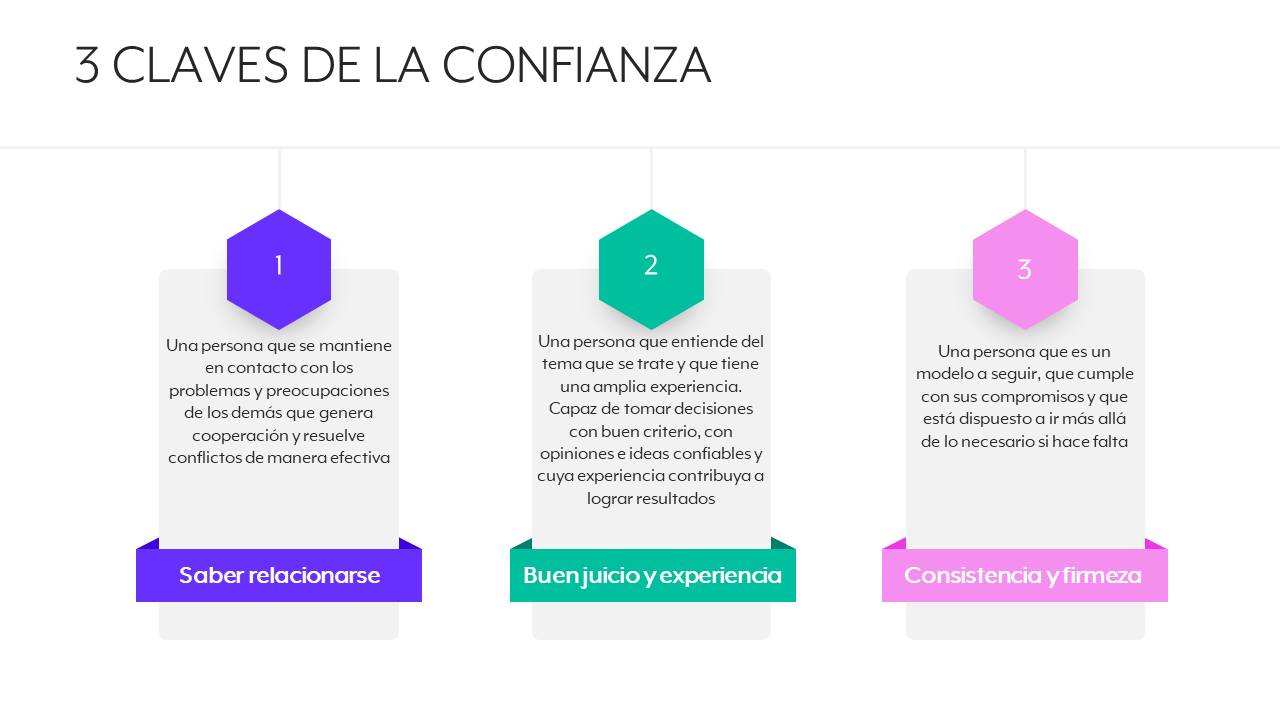 3 CLAVES DE LA CONFIANZA
1
Una persona que se mantiene
en contacto con los
problemas y preocupaciones
de los demás que genera
cooperación y resuelve
conflictos de manera efectiva
Saber relacionarse
2
Una persona que entiende del
tema que se trate y que tiene
una amplia experiencia.
Capaz de tomar decisiones
con buen criterio, con
opiniones e ideas confiables y
cuya experiencia contribuya a
lograr resultados
Buen juicio y experiencia
3
Una persona que es un
modelo a seguir, que cumple
con sus compromisos y que
está dispuesto a ir más allá
de lo necesario si hace falta
Consistencia y firmeza